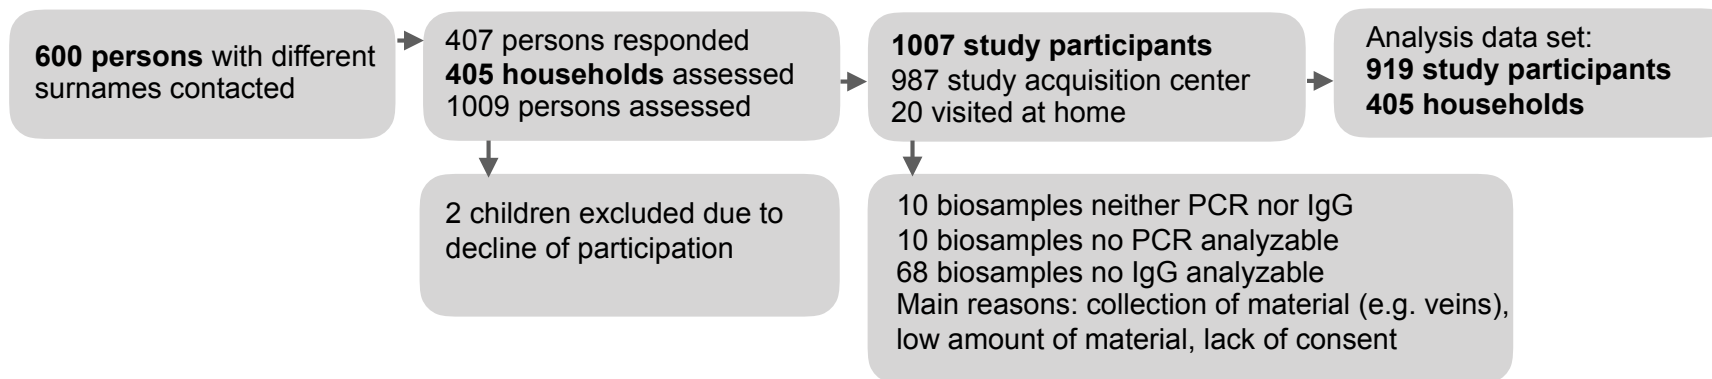 600 persons with different
surnames contacted
407 persons responded
405 households assessed
1009 persons assessed
1007 study participants
987 study acquisition center
20 visited at home
Analysis data set:
919 study participants
405 households
2 children excluded due to
decline of participation
10 biosamples neither PCR nor IgG
10 biosamples no PCR analyzable
68 biosamples no IgG analyzable
Main reasons: collection of material (e.g. veins),
low amount of material, lack of consent